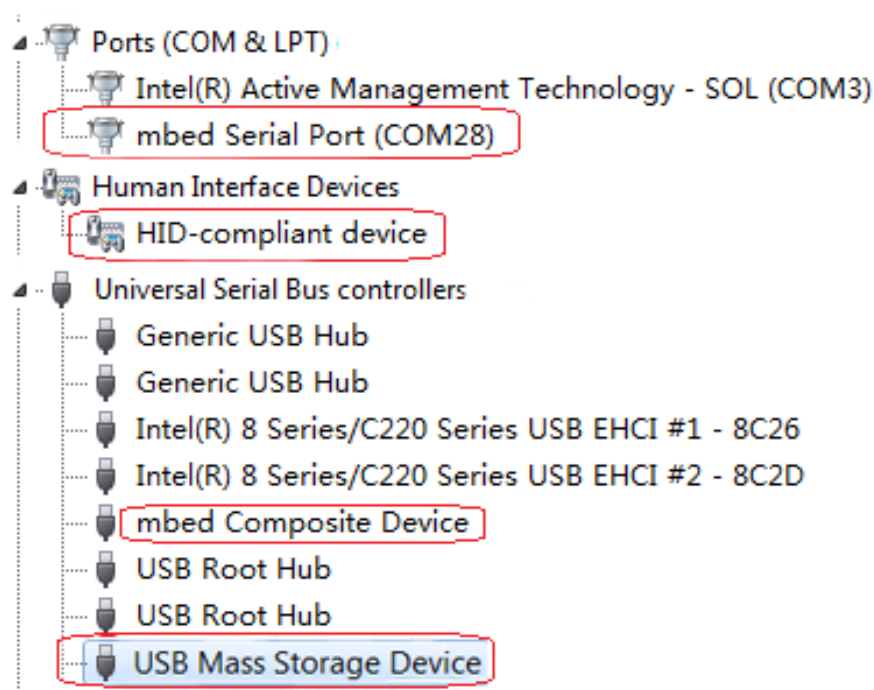 Ports (COM & LPT)
Intel(R) Active Management Technology - SOL (COM3)
mbed Serial Port (COM28)
Human Interface Devices
HID-compliant device
Universal Serial Bus controllers
Generic USB Hub
Generic USB Hub
Intel(R) 8 Series/C220 Series USB EHCI #1 - 8C26
Intel(R) 8 Series/C220 Series USB EHCI #2 - 8C2D
mbed Composite Device
USB Root Hub
USB Root Hub
USB Mass Storage Device